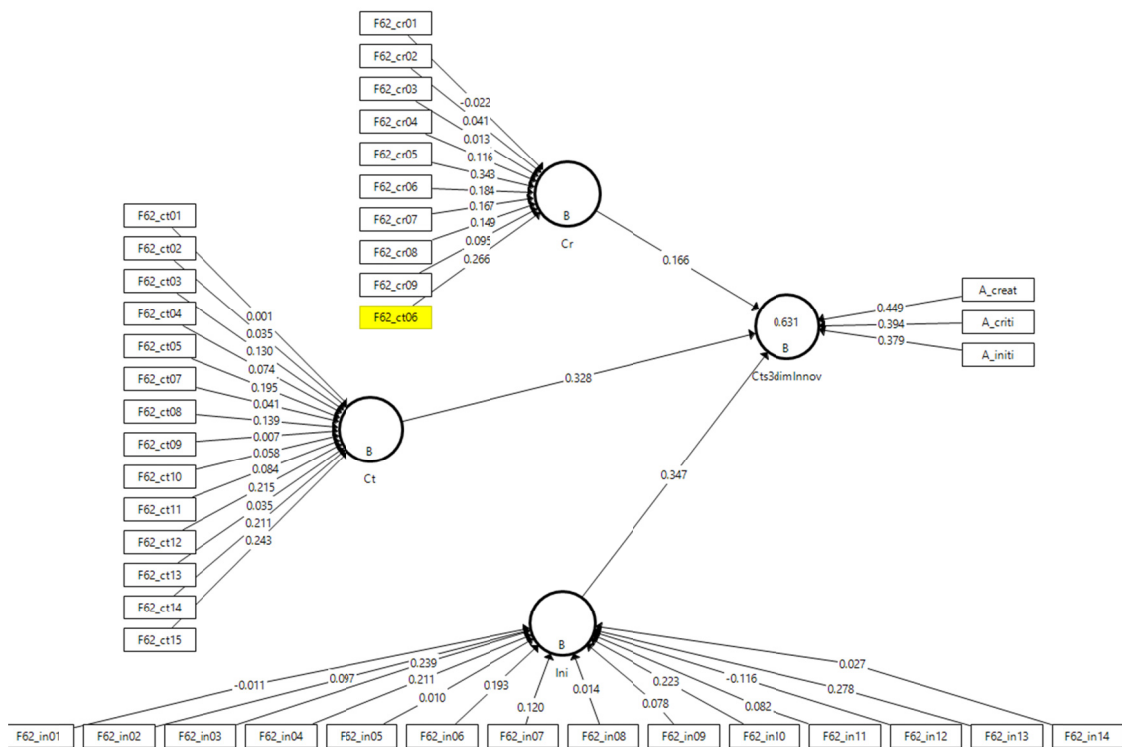 F62_cr01
F62_cr02
F62_cr03
F62_cr04
F62_cr05
F62_cr06
F62_cr07
F62_cr08
F62_cr09
F62_ct06
-0.022
0.041
0.013
0.116
0.343
0.184
0.167
0.149
0.095
0.266
B
Cr
0.166
F62_ct01
F62_ct02
F62_ct03
F62_ct04
F62_ct05
F62_ct07
F62_ct08
F62_ct09
F62_ct10
F62_ct11
F62_ct12
F62_ct13
F62_ct14
F62_ct15
0.001
0.035
0.130
0.074
0.195
0.041
0.139
0.007
0.058
0.084
0.215
0.035
0.211
0.243
B
Ct
0.328
0.631
B
Cts3dimInnov
0.449
0.394
0.379
A_creat
A_criti
A_initi
0.347
B
Ini
-0.011
0.097
0.239
0.211
0.010
0.193
0.120
0.014
0.078
0.223
0.082
-0.116
0.278
0.027
F62_in01
F62_in02
F62_in03
F62_in04
F62_in05
F62_in06
F62_in07
F62_in08
F62_in09
F62_in10
F62_in11
F62_in12
F62_in13
F62_in14